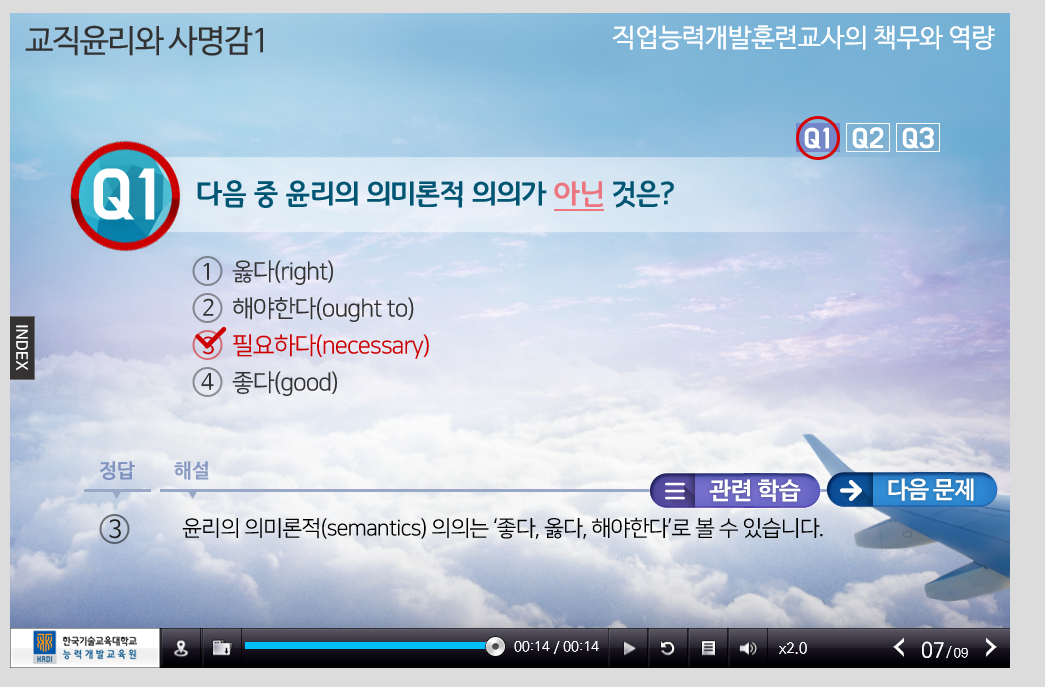 교직윤리와 사명감1
직업능력개발훈련교사의 책무와 역량
Q1 Q2 Q3
Q1 다음 중 윤리의 의미론적 의의가 아닌 것은?
① 옳다(right)
② 해야한다(ought to)
③ 필요하다(necessary)
④ 좋다(good)
INDEX
정답 해설
관련 학습 다음 문제
③ 윤리의 의미론적(semantics) 의의는 ‘좋다, 옳다, 해야한다’로 볼 수 있습니다.
HRDI 한국기술교육대학교
능력개발교육원
00:14 / 00:14 x2.0 07/09